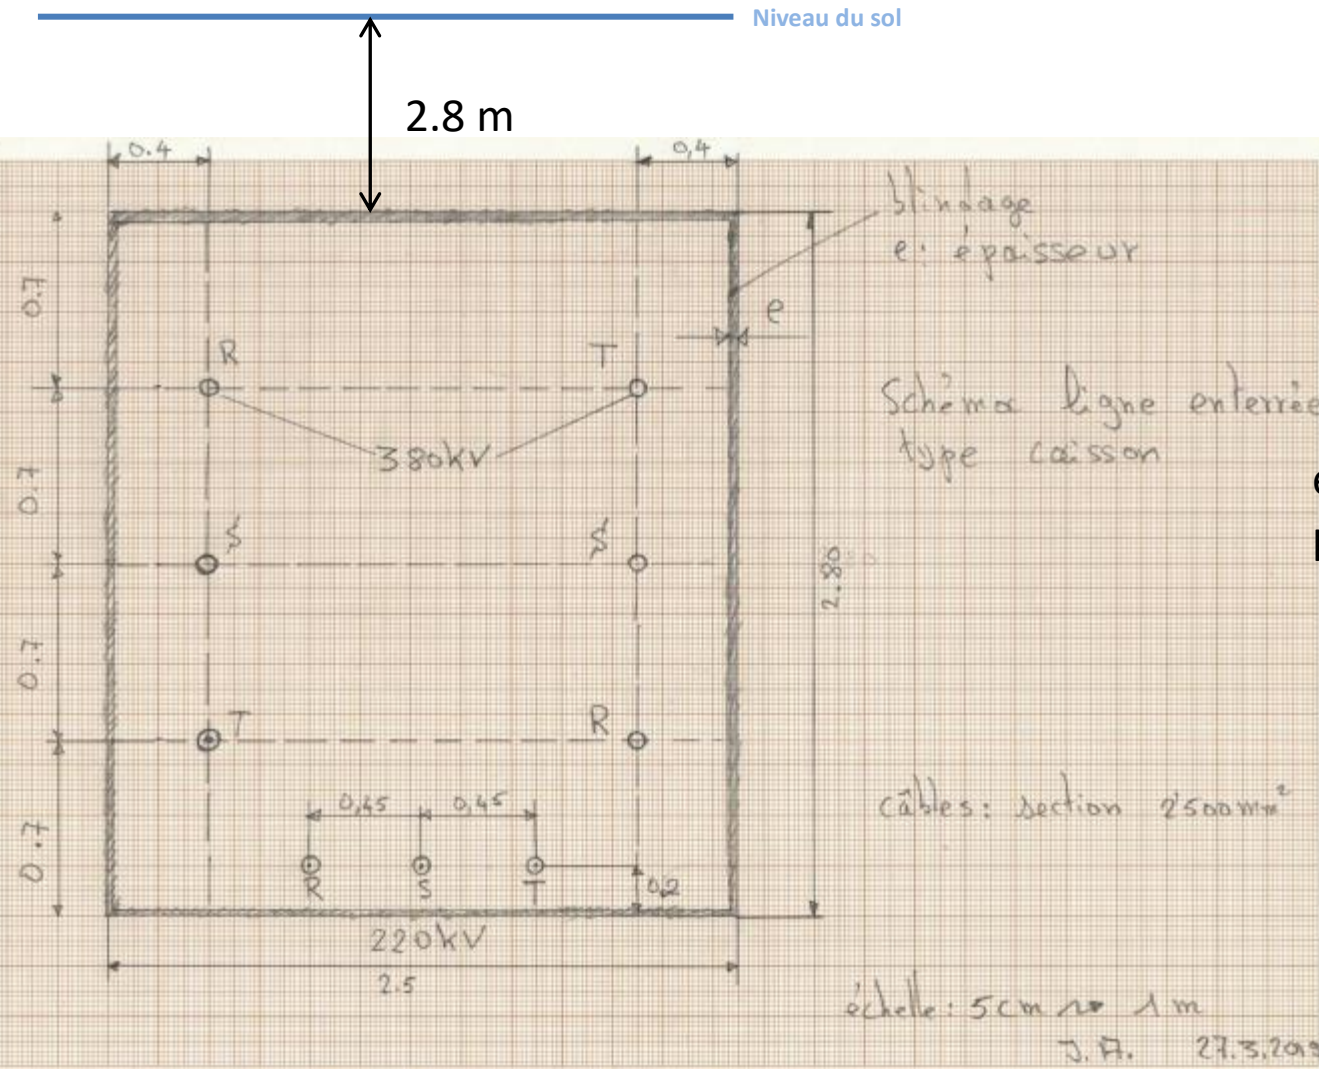 Niveau du sol
2.8 m
0.4
0,4
blindage
e: épaisseur
0.7
e
R
T
380kV
Schéma ligne enterrée
type caisson
0.7
S
S
2.80
0.7
T
R
0,45
0,45
câbles: section 2'500mm²
0.7
R
S
T
0,2
220kV
2.5
échelle: 5cm → 1m
J.A. 27.3.2019